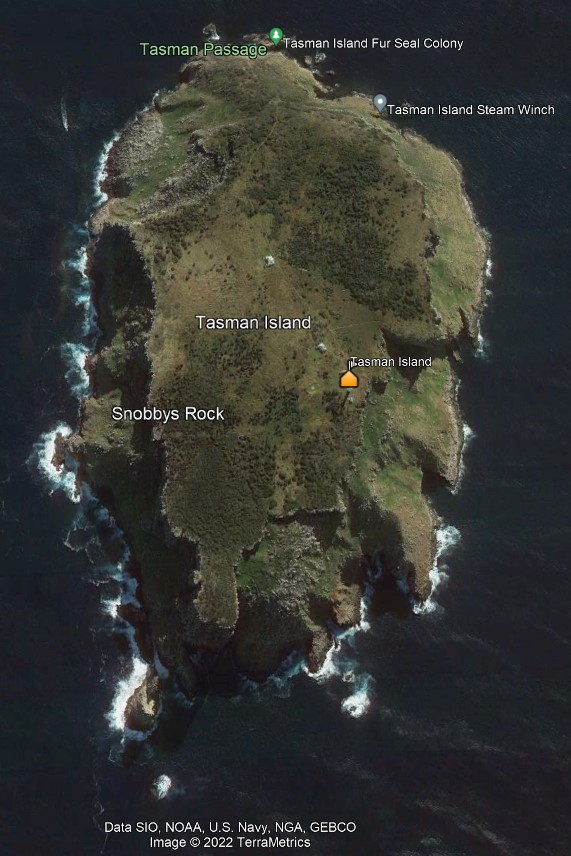 Tasman Passage
Tasman Island Fur Seal Colony
Tasman Island Steam Winch
Tasman Island
Tasman Island
Snobbys Rock
Data SIO, NOAA, U.S. Navy, NGA, GEBCO
Image © 2022 TerraMetrics